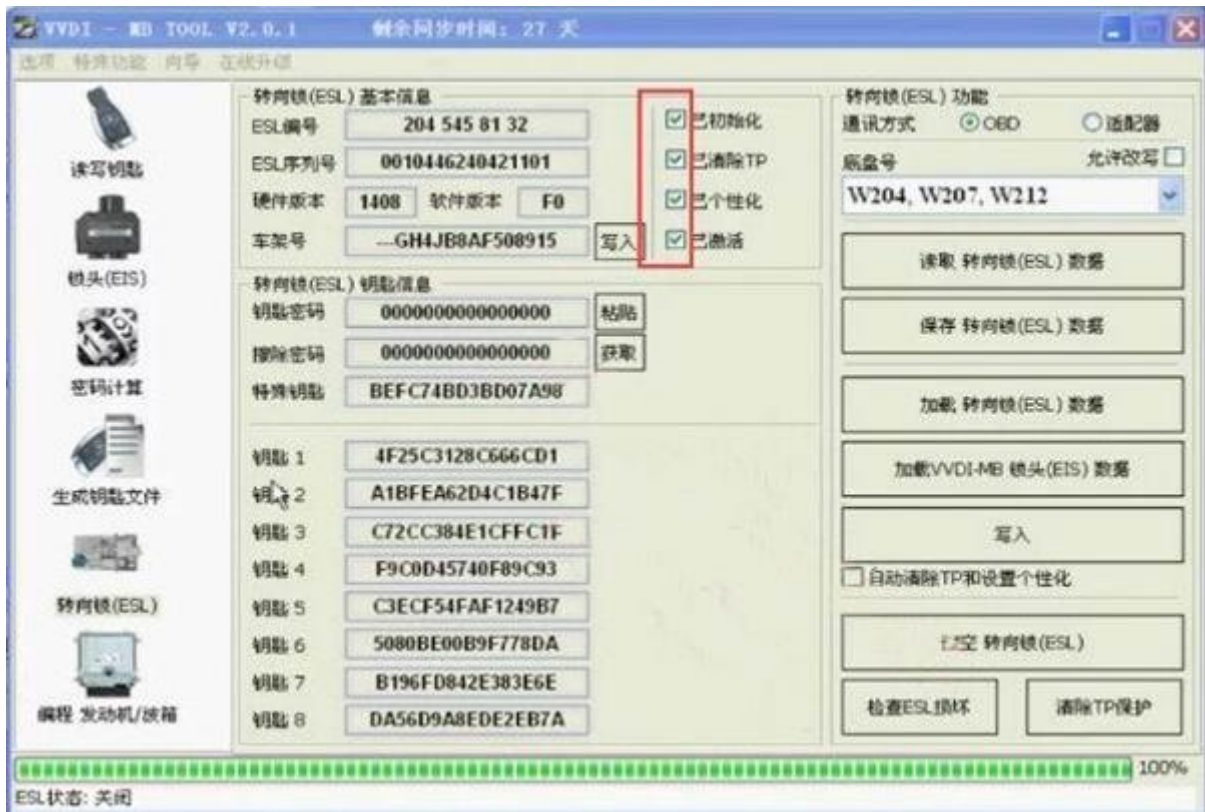 VVDI - MB TOOL V2.0.1 剩余同步时间: 27 天
选项 特殊功能 向导 在线升级
读写钥匙
锁头(EIS)
密码计算
生成钥匙文件
转向锁(ESL)
编程 发动机/波箱
转向锁(ESL)基本信息
ESL编号 204 545 81 32
ESL序列号 0010446240421101
硬件版本 1408 软件版本 F0
车架号 ---GH4JB8AF508915 写入
已初始化
已清除TP
已个性化
已激活
转向锁(ESL)钥匙信息
钥匙密码 0000000000000000 粘贴
擦除密码 0000000000000000 获取
特殊钥匙 BEFC74BD3BD07A98
钥匙 1 4F25C3128C666CD1
钥匙 2 A1BFEA62D4C1B47F
钥匙 3 C72CC384E1CFFC1F
钥匙 4 F9C0D45740F89C93
钥匙 5 C3ECF54FAF1249B7
钥匙 6 5080BE00B9F778DA
钥匙 7 B196FD842E383E6E
钥匙 8 DA56D9A8EDE2EB7A
转向锁(ESL)功能
通讯方式 OBD 适配器
底盘号 允许改写
W204, W207, W212
读取 转向锁(ESL)数据
保存 转向锁(ESL)数据
加载 转向锁(ESL)数据
加载VVDI-MB 锁头(EIS)数据
写入
自动清除TP和设置个性化
空 转向锁(ESL)
检查ESL损坏 清除TP保护
100%
ESL状态: 关闭